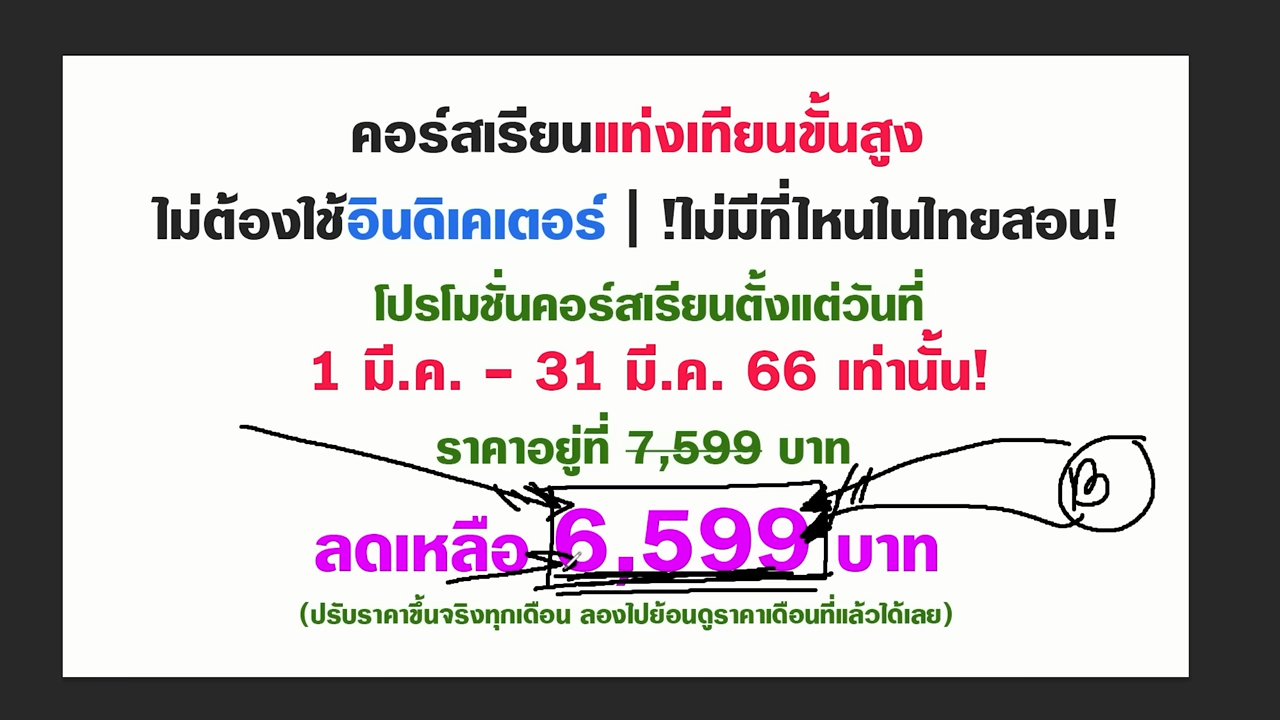 คอร์สเรียนแท่งเทียนขั้นสูง
ไม่ต้องใช้อินดิเคเตอร์ | !ไม่มีที่ไหนในไทยสอน!
โปรโมชั่นคอร์สเรียนตั้งแต่วันที่
1 มี.ค. – 31 มี.ค. 66 เท่านั้น!
ราคาอยู่ที่ 7,599 บาท
B
ลดเหลือ 6,599 บาท
(ปรับราคาขึ้นจริงทุกเดือน ลองไปย้อนดูราคาเดือนที่แล้วได้เลย)